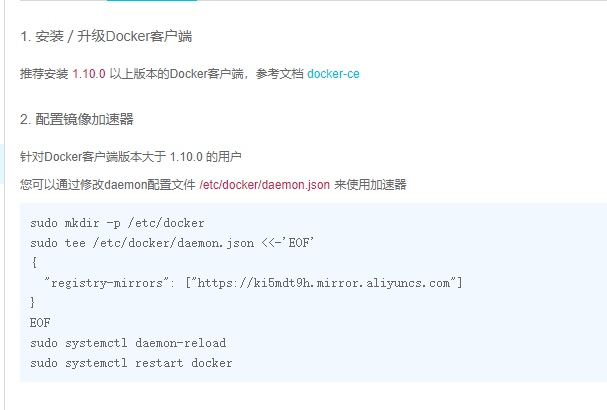 1. 安装 / 升级Docker客户端
推荐安装 1.10.0 以上版本的Docker客户端，参考文档 docker-ce
2. 配置镜像加速器
针对Docker客户端版本大于 1.10.0 的用户
您可以通过修改daemon配置文件 /etc/docker/daemon.json 来使用加速器
sudo mkdir -p /etc/docker
sudo tee /etc/docker/daemon.json <<-'EOF'
{
  "registry-mirrors": ["https://ki5mdt9h.mirror.aliyuncs.com"]
}
EOF
sudo systemctl daemon-reload
sudo systemctl restart docker